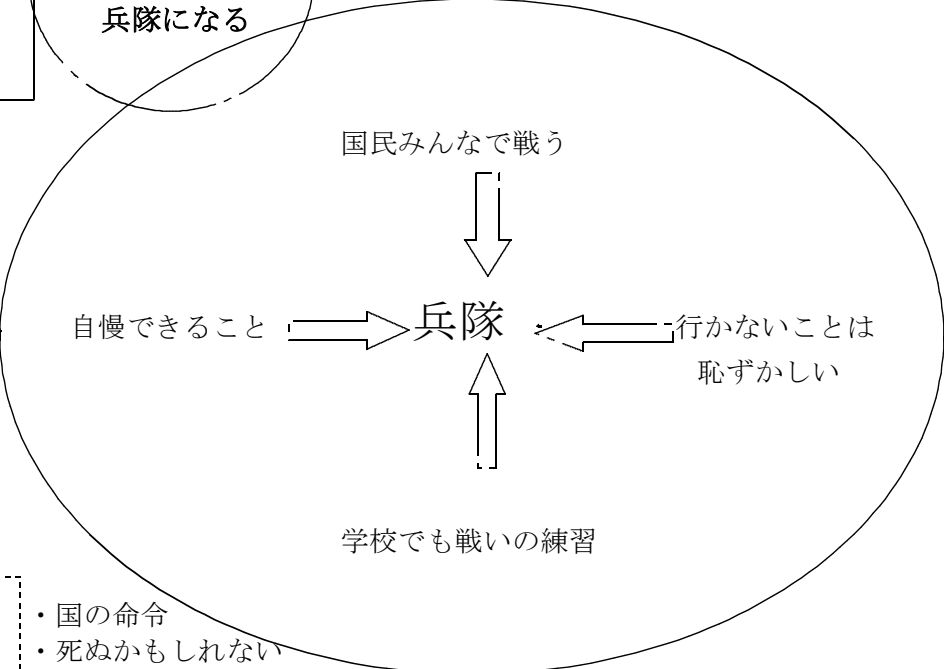 兵隊になる
国民みんなで戦う
自慢できること
兵隊
行かないことは
恥ずかしい
学校でも戦いの練習
・国の命令
・死ぬかもしれない